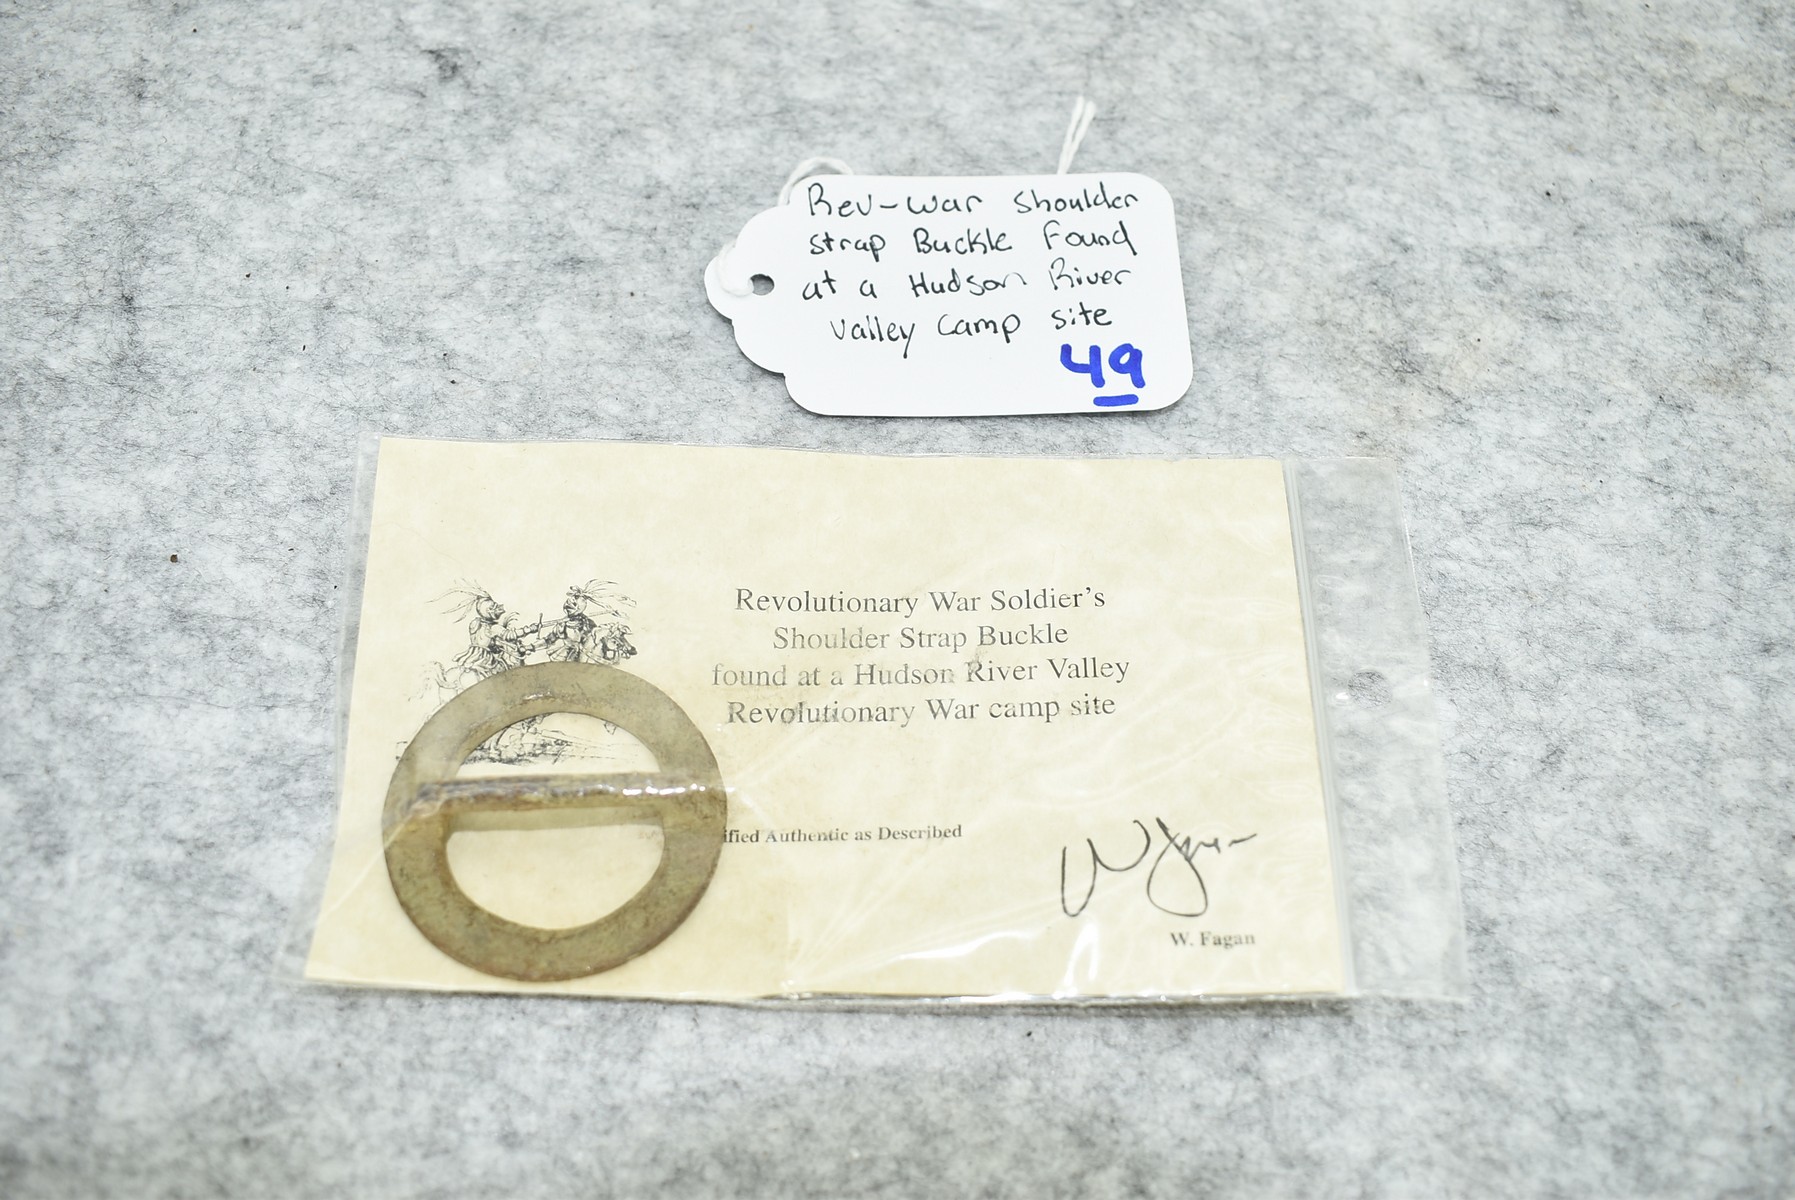 Rev-war shoulder
strap Buckle found
at a Hudson River
valley camp site
49
Revolutionary War Soldier's
Shoulder Strap Buckle
found at a Hudson River Valley
Revolutionary War camp site
ified Authentic as Described
W. Fagan